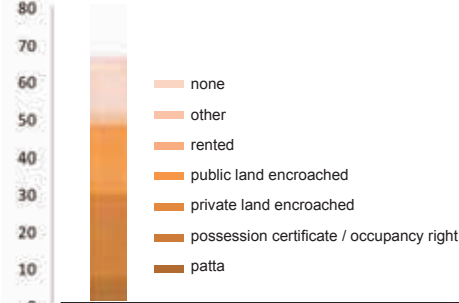 80
70
60
50
40
30
20
10
none
other
rented
public land encroached
private land encroached
possession certificate / occupancy right
patta